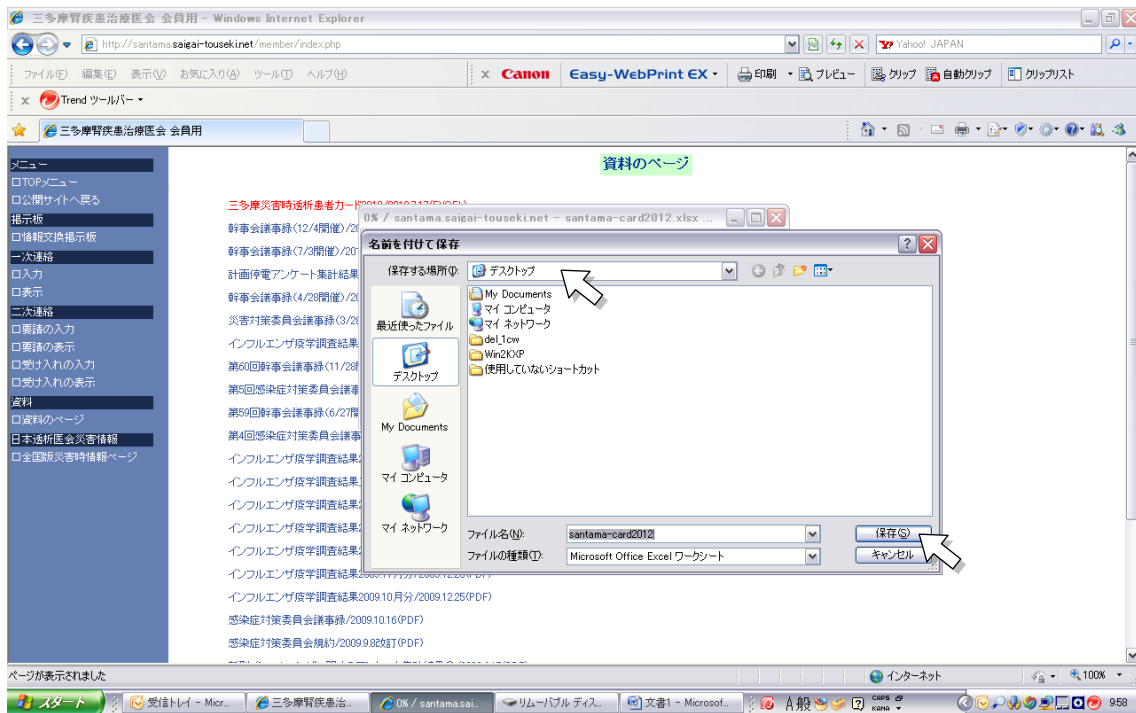 三多摩腎疾患治療医会 会員用 - Windows Internet Explorer
http://santama.saigai-touseki.net/member/index.php
Yahoo! JAPAN
ファイル(F) 編集(E) 表示(V) お気に入り(A) ツール(T) ヘルプ(H)
x Canon Easy-WebPrint EX 印刷 プレビュー クリップ 自動クリップ クリップリスト
x Trend ツールバー
三多摩腎疾患治療医会 会員用
資料のページ
メニュー
□TOPメニュー
□公開サイトへ戻る
掲示板
□情報交換掲示板
一次連絡
□入力
□表示
二次連絡
□要請の入力
□要請の表示
□受け入れの入力
□受け入れの表示
資料
□資料のページ
日本透析医会災害情報
□全国版災害時情報ページ
三多摩災害時透析患者カード
幹事会議事録(12/4開催)/20
幹事会議事録(7/3開催)/20
計画停電アンケート集計結果
幹事会議事録(4/28開催)/20
災害対策委員会議事録(3/2
インフルエンザ疫学調査結果
第60回幹事会議事録(11/28
第5回感染症対策委員会議事
第59回幹事会議事録(6/27開
第4回感染症対策委員会議事
インフルエンザ疫学調査結果
インフルエンザ疫学調査結果
インフルエンザ疫学調査結果
インフルエンザ疫学調査結果
インフルエンザ疫学調査結果
インフルエンザ疫学調査結果2009.11月分/2009.12.2
インフルエンザ疫学調査結果2009.10月分/2009.12.25(PDF)
感染症対策委員会議事録/2009.10.16(PDF)
感染症対策委員会規約/2009.9.8改訂(PDF)
0% / santama.saigai-touseki.net - santama-card2012.xlsx ...
名前を付けて保存
保存する場所(I): デスクトップ
最近使ったファイル
デスクトップ
My Documents
マイ コンピュータ
マイ ネットワーク
My Documents
マイ コンピュータ
マイ ネットワーク
del_1cw
Win2KXP
使用していないショートカット
ファイル名(N): santama-card2012 保存(S)
ファイルの種類(T): Microsoft Office Excel ワークシート キャンセル
ページが表示されました インターネット 100%
スタート 受信トレイ - Micr... 三多摩腎疾患治... 0% / santama.sai... リムーバブル ディス... 文書1 - Microsof... A 般 CAPS KANA 9:58